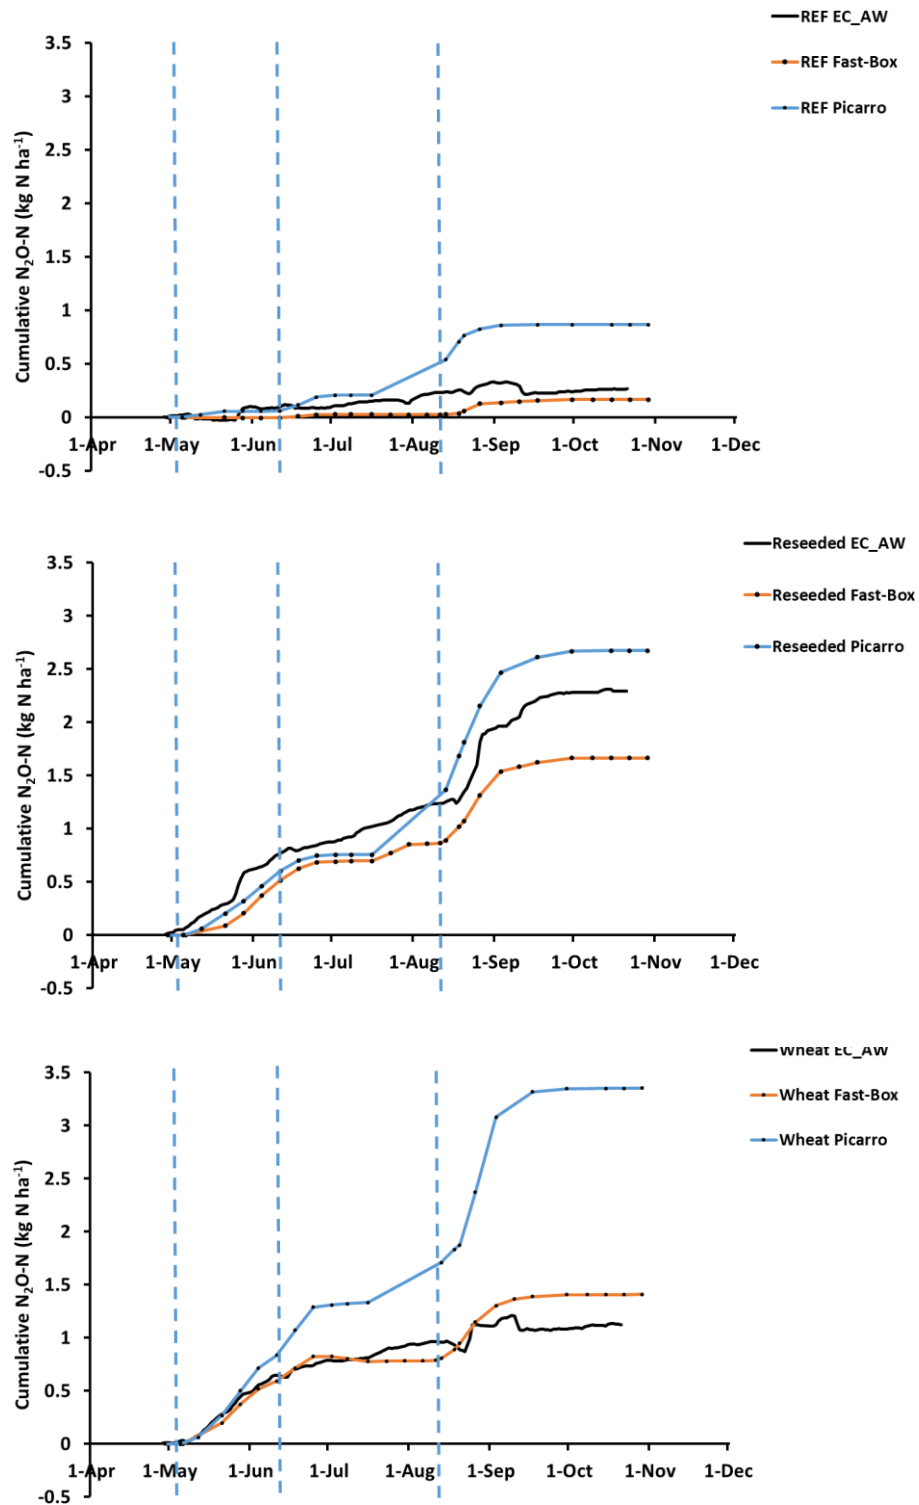 REF EC_AW
REF Fast-Box
REF Picarro
Cumulative N₂O-N (kg N ha⁻¹)
3.5
3
2.5
2
1.5
1
0.5
0
-0.5
1-Apr 1-May 1-Jun 1-Jul 1-Aug 1-Sep 1-Oct 1-Nov 1-Dec
Reseeded EC_AW
Reseeded Fast-Box
Reseeded Picarro
Cumulative N₂O-N (kg N ha⁻¹)
3.5
3
2.5
2
1.5
1
0.5
0
-0.5
1-Apr 1-May 1-Jun 1-Jul 1-Aug 1-Sep 1-Oct 1-Nov 1-Dec
Wheat EC_AW
Wheat Fast-Box
Wheat Picarro
Cumulative N₂O-N (kg N ha⁻¹)
3.5
3
2.5
2
1.5
1
0.5
0
-0.5
1-Apr 1-May 1-Jun 1-Jul 1-Aug 1-Sep 1-Oct 1-Nov 1-Dec